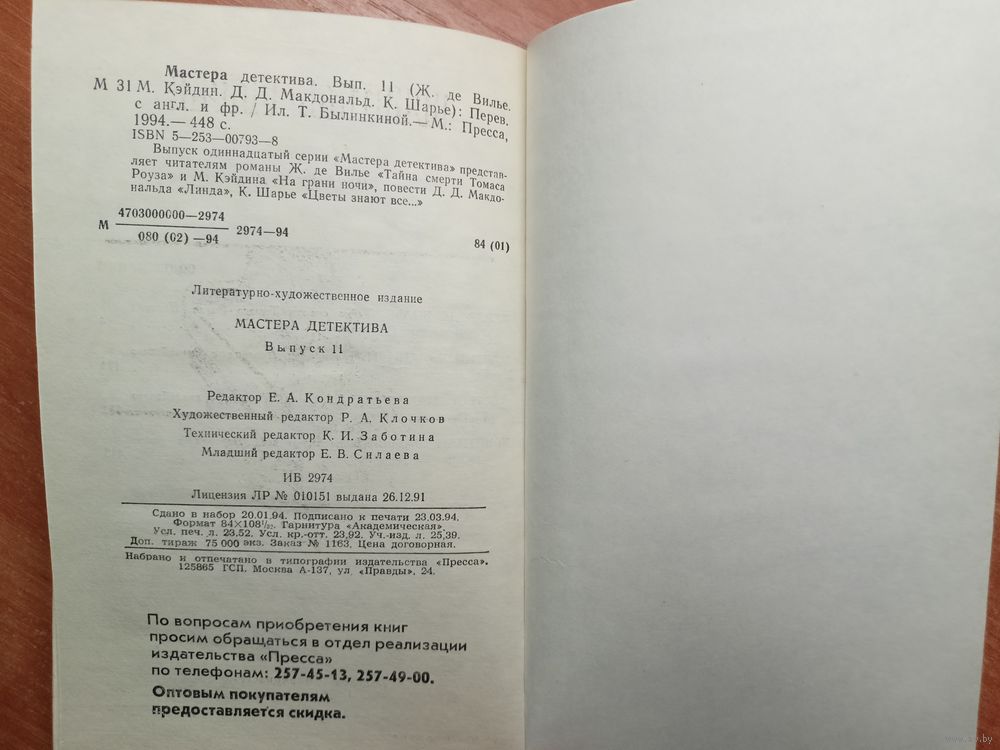 Мастера детектива. Вып. 11 (Ж. де Вилье.
М 31 М. Кэйдин. Д. Д. Макдональд. К. Шарье): Перев.
с англ. и фр. / Ил. Т. Былинкиной.— М.: Пресса,
1994.— 448 с.
ISBN 5—253—00793—8
Выпуск одиннадцатый серии «Мастера детектива» представ-
ляет читателям романы Ж. де Вилье «Тайна смерти Томаса
Роуза» и М. Кэйдина «На грани ночи», повести Д. Д. Макдо-
нальда «Линда», К. Шарье «Цветы знают все...»
4703000000—2974
М 2974—94
080 (02) —94
84 (01)
Литературно-художественное издание
МАСТЕРА ДЕТЕКТИВА
Выпуск 11
Редактор Е. А. Кондратьева
Художественный редактор Р. А. Клочков
Технический редактор К. И. Заботина
Младший редактор Е. В. Силаева
ИБ 2974
Лицензия ЛР № 010151 выдана 26.12.91
Сдано в набор 20.01.94. Подписано к печати 23.03.94.
Формат 84×108¹/₃₂. Гарнитура «Академическая».
Усл. печ. л. 23.52. Усл. кр.-отт. 23,92. Уч.-изд. л. 25,39.
Доп. тираж 75 000 экз. Заказ № 1163. Цена договорная.
Набрано и отпечатано в типографии издательства «Пресса».
125865 ГСП. Москва А-137, ул. «Правды». 24.
По вопросам приобретения книг
просим обращаться в отдел реализации
издательства «Пресса»
по телефонам: 257-45-13, 257-49-00.
Оптовым покупателям
предоставляется скидка.